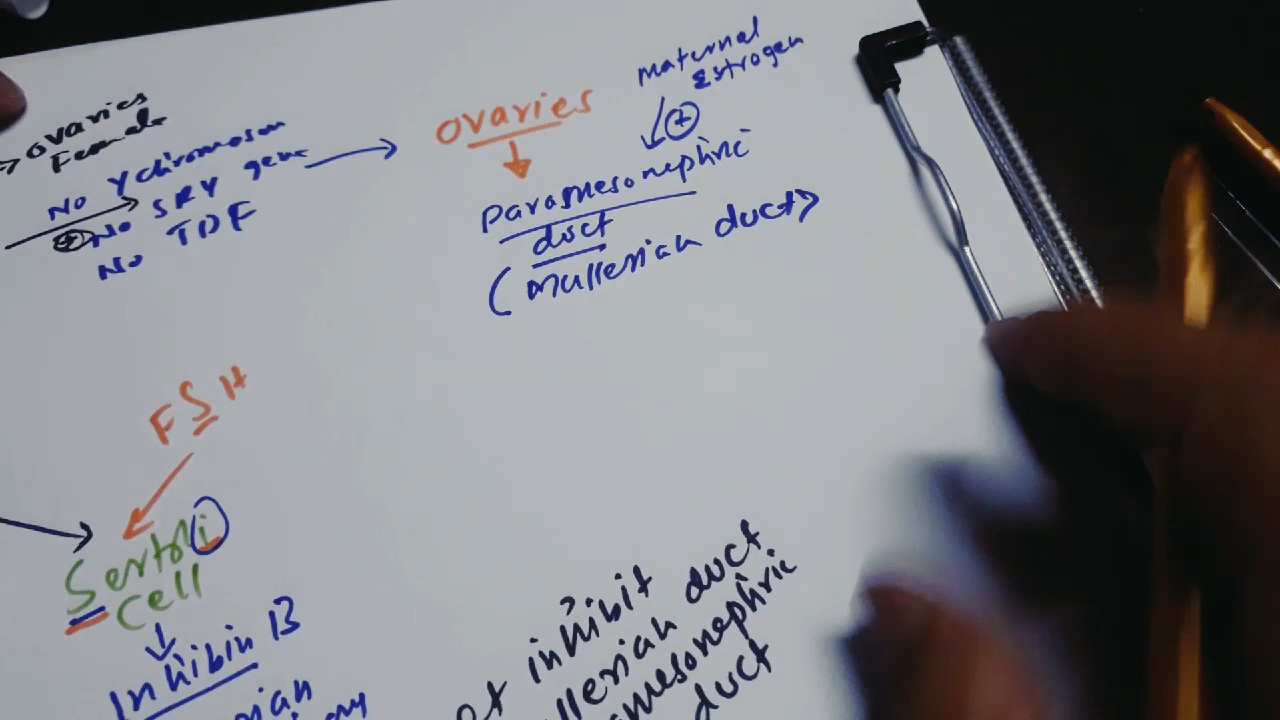 → ovaries
Female
No Y chromosom
⊕ No SRY gene
No TDF
ovaries
maternal
Estrogen
⊕
paramesonephric
duct
(mullerian duct)
FSH
Sertoli
Cell
Inhibin B
inhibit
duct
mesonephric
duct